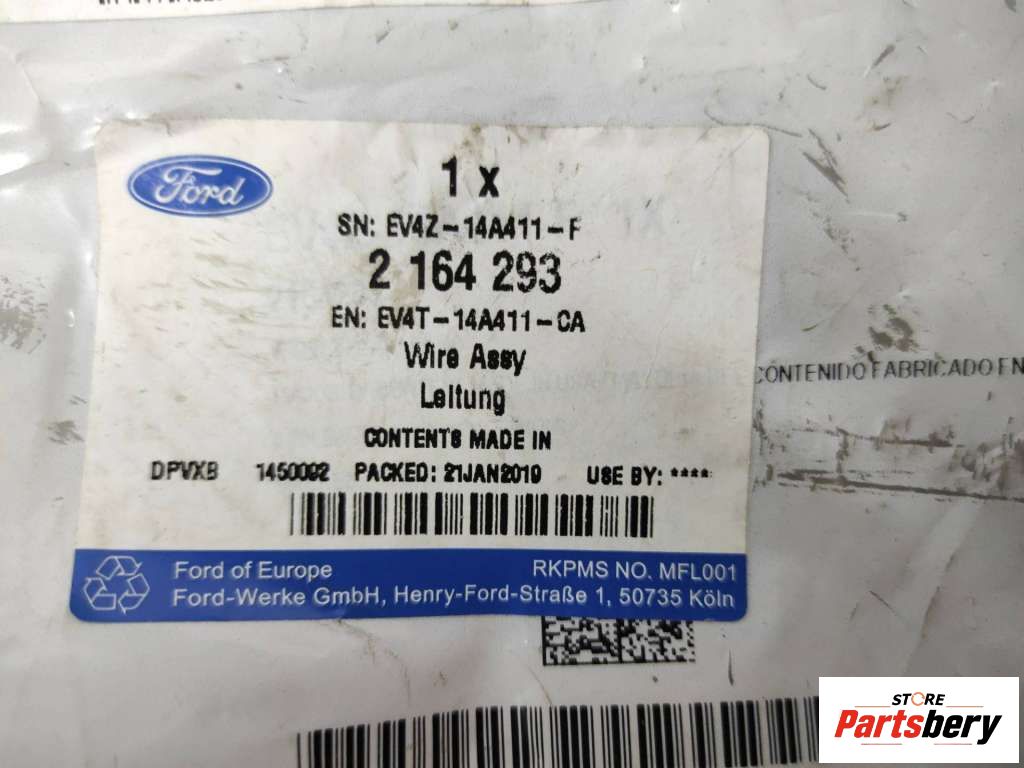 Ford
1 x
SN: EV4Z-14A411-F
2 164 293
EN: EV4T-14A411-CA
Wire Assy
Leitung
CONTENTS MADE IN
DPVXB 1450092 PACKED: 21JAN2019 USE BY: ****
CONTENIDO FABRICADO EN
Ford of Europe RKPMS NO. MFL001
Ford-Werke GmbH, Henry-Ford-Straße 1, 50735 Köln
STORE
Partsbery